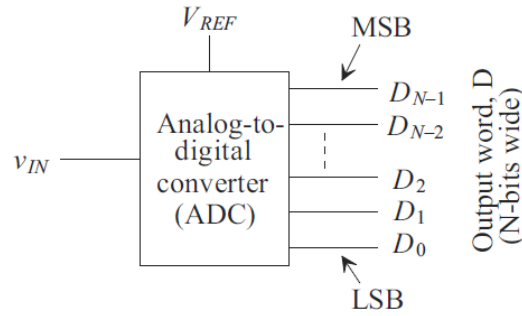 V_REF
MSB
v_IN
Analog-to-
digital
converter
(ADC)
D_N–1
D_N–2
D_2
D_1
D_0
LSB
Output word, D
(N-bits wide)